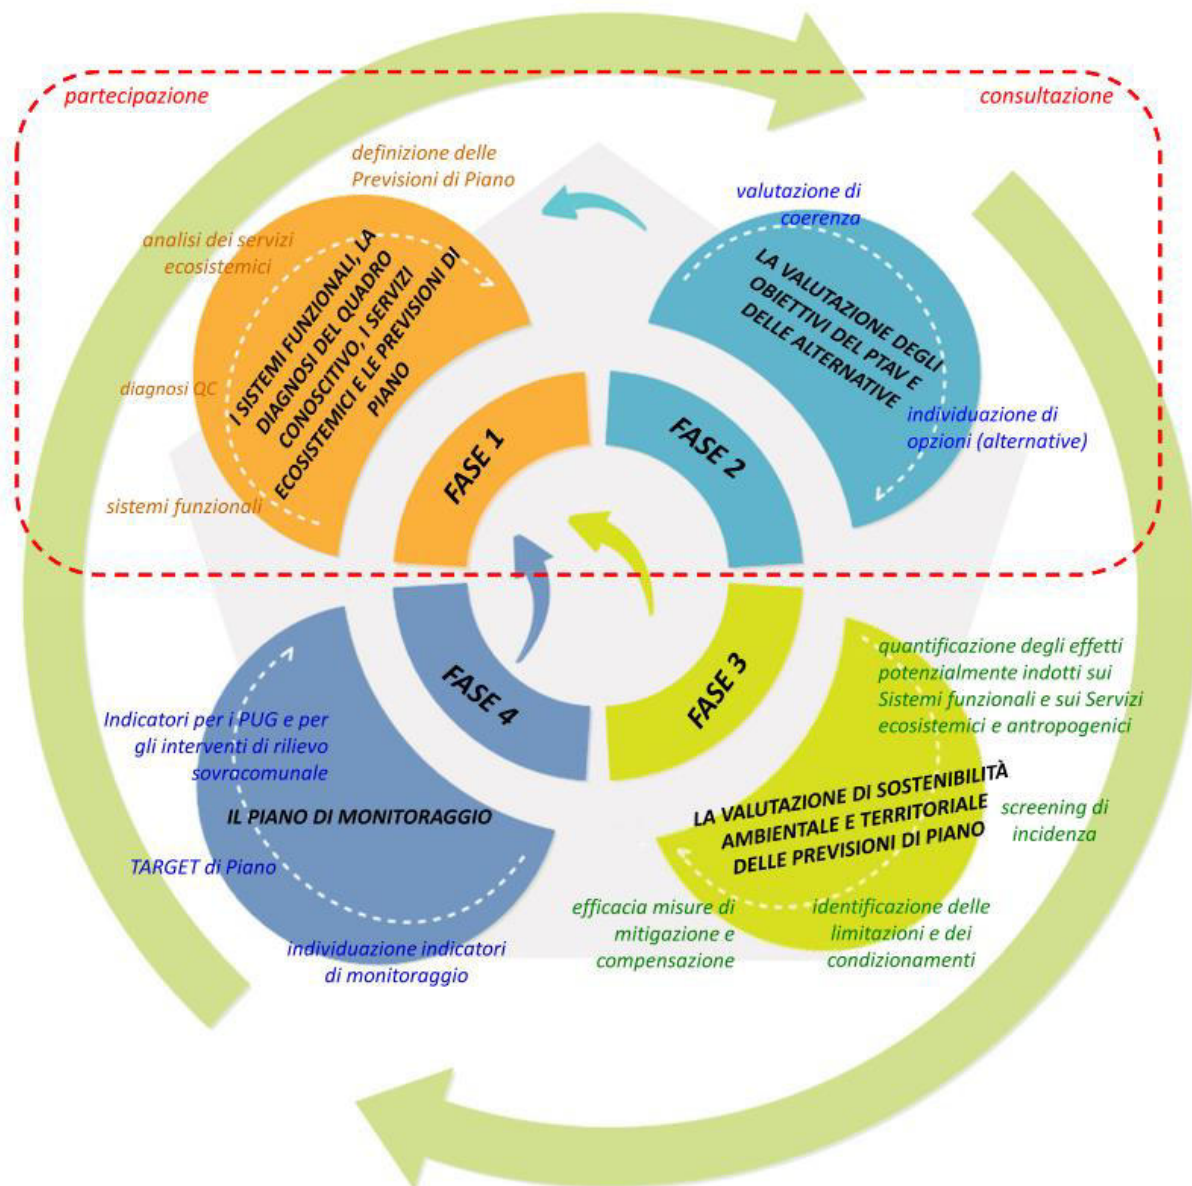 partecipazione
consultazione
definizione delle
Previsioni di Piano
analisi dei servizi
ecosistemici
diagnosi QC
sistemi funzionali
I SISTEMI FUNZIONALI, LA
DIAGNOSI DEL QUADRO
CONOSCITIVO, I SERVIZI
ECOSISTEMICI E LE PREVISIONI DI
PIANO
FASE 1
valutazione di
coerenza
LA VALUTAZIONE DEGLI
OBIETTIVI DEL PTAV E
DELLE ALTERNATIVE
individuazione di
opzioni (alternative)
FASE 2
FASE 3
quantificazione degli effetti
potenzialmente indotti sui
Sistemi funzionali e sui Servizi
ecosistemici e antropogenici
LA VALUTAZIONE DI SOSTENIBILITÀ
AMBIENTALE E TERRITORIALE
DELLE PREVISIONI DI PIANO
screening di
incidenza
identificazione delle
limitazioni e dei
condizionamenti
efficacia misure di
mitigazione e
compensazione
FASE 4
Indicatori per i PUG e per
gli interventi di rilievo
sovracomunale
IL PIANO DI MONITORAGGIO
TARGET di Piano
individuazione indicatori
di monitoraggio